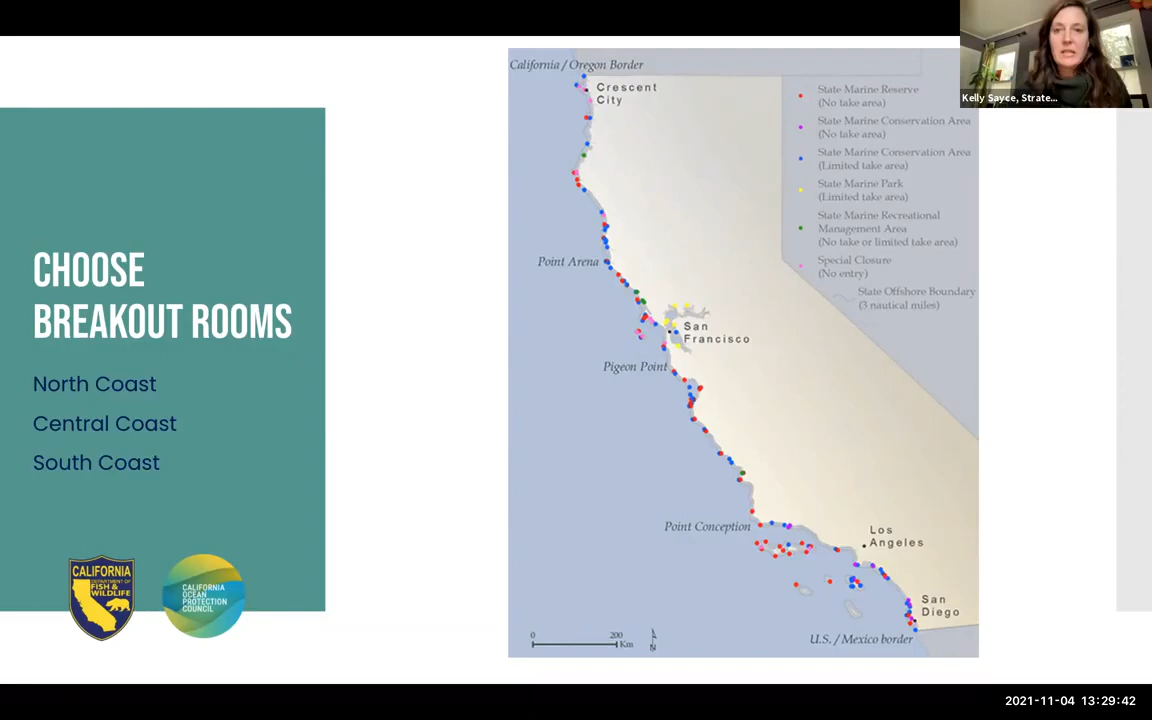 CHOOSE
BREAKOUT ROOMS
North Coast
Central Coast
South Coast
CALIFORNIA
DEPARTMENT OF
FISH &
WILDLIFE
CALIFORNIA
OCEAN
PROTECTION
COUNCIL
California / Oregon Border
Crescent
City
Point Arena
San
Francisco
Pigeon Point
Point Conception
Los
Angeles
San
Diego
U.S. / Mexico border
0
200
Km
N
State Marine Reserve
(No take area)
State Marine Conservation Area
(No take area)
State Marine Conservation Area
(Limited take area)
State Marine Park
(Limited take area)
State Marine Recreational
Management Area
(No take or limited take area)
Special Closure
(No entry)
State Offshore Boundary
(3 nautical miles)
Kelly Sayce, Strate...
2021-11-04 13:29:42